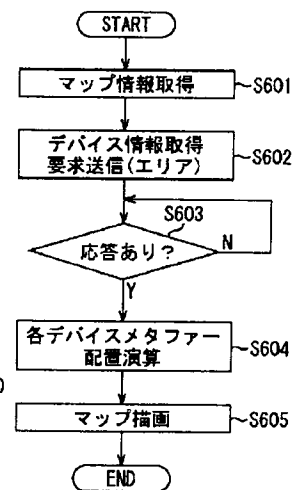 START
マップ情報取得
~S601
デバイス情報取得
要求送信(エリア)
~S602
S603
応答あり?
N
Y
各デバイスメタファー
配置演算
~S604
マップ描画
~S605
END